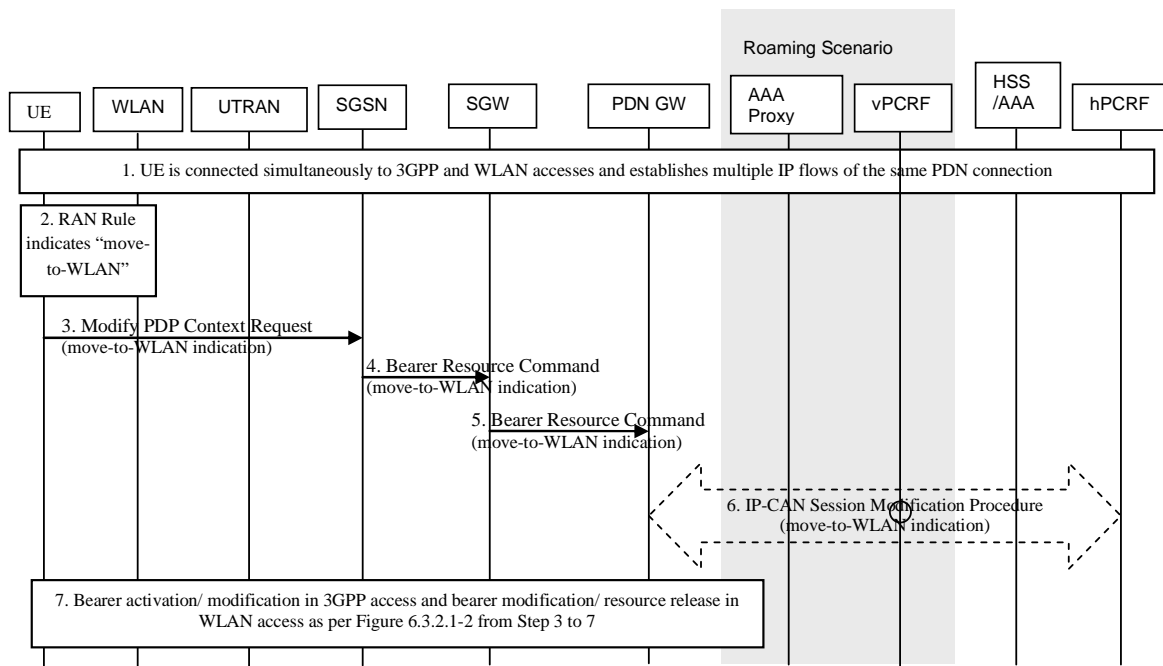 Roaming Scenario
UE
WLAN
UTRAN
SGSN
SGW
PDN GW
AAA
Proxy
vPCRF
HSS
/AAA
hPCRF
1. UE is connected simultaneously to 3GPP and WLAN accesses and establishes multiple IP flows of the same PDN connection
2. RAN Rule
indicates “move-
to-WLAN”
3. Modify PDP Context Request
(move-to-WLAN indication)
4. Bearer Resource Command
(move-to-WLAN indication)
5. Bearer Resource Command
(move-to-WLAN indication)
6. IP-CAN Session Modification Procedure
(move-to-WLAN indication)
7. Bearer activation/ modification in 3GPP access and bearer modification/ resource release in
WLAN access as per Figure 6.3.2.1-2 from Step 3 to 7